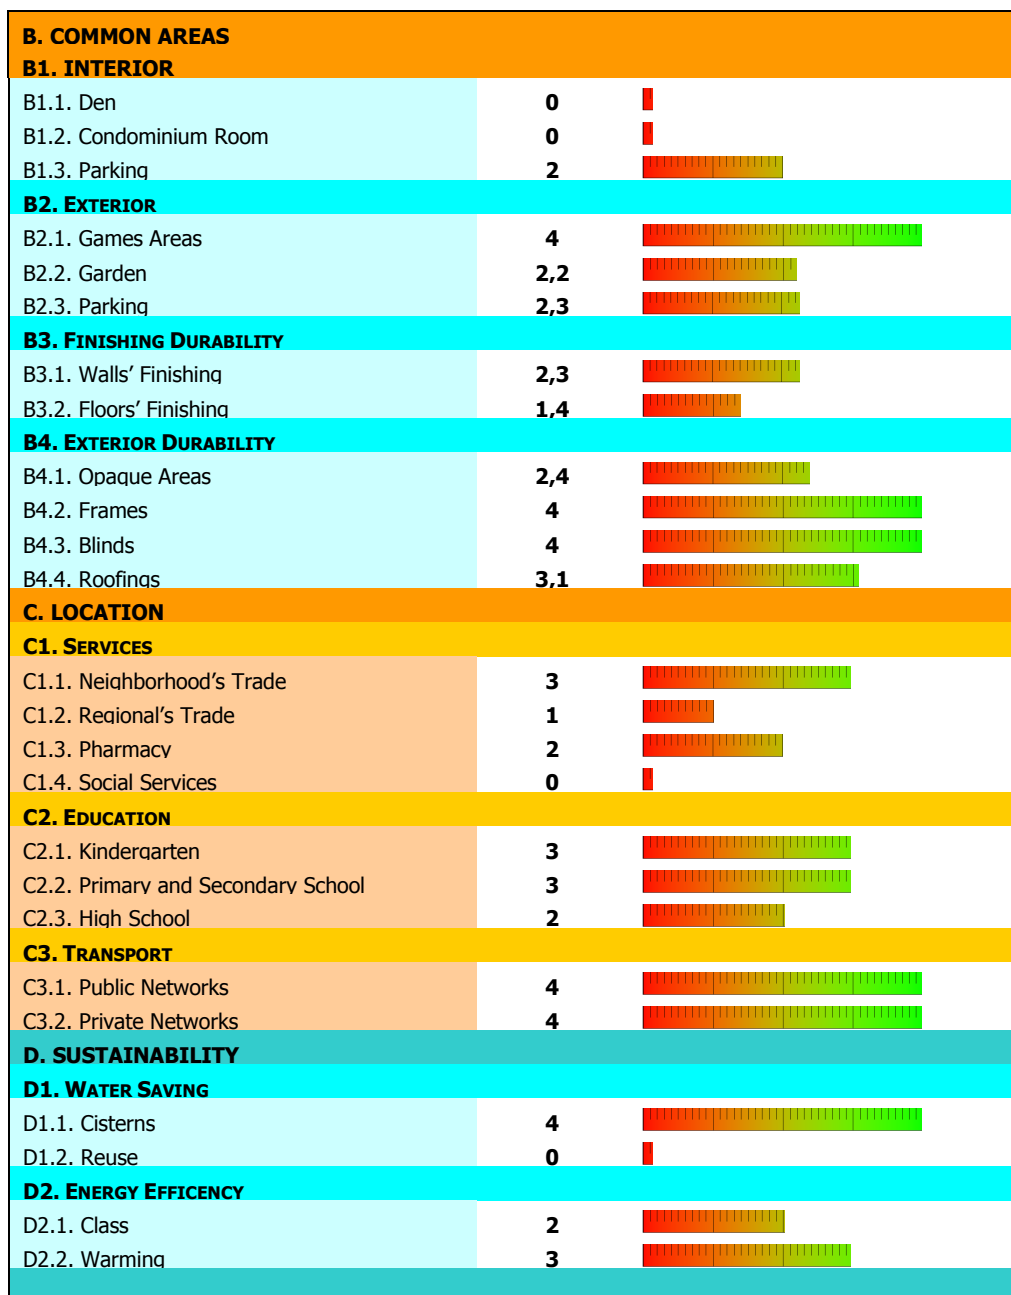 B. COMMON AREAS
B1. INTERIOR
B1.1. Den 0
B1.2. Condominium Room 0
B1.3. Parking 2
B2. EXTERIOR
B2.1. Games Areas 4
B2.2. Garden 2,2
B2.3. Parking 2,3
B3. FINISHING DURABILITY
B3.1. Walls’ Finishing 2,3
B3.2. Floors’ Finishing 1,4
B4. EXTERIOR DURABILITY
B4.1. Opaque Areas 2,4
B4.2. Frames 4
B4.3. Blinds 4
B4.4. Roofings 3,1
C. LOCATION
C1. SERVICES
C1.1. Neighborhood’s Trade 3
C1.2. Regional’s Trade 1
C1.3. Pharmacy 2
C1.4. Social Services 0
C2. EDUCATION
C2.1. Kindergarten 3
C2.2. Primary and Secondary School 3
C2.3. High School 2
C3. TRANSPORT
C3.1. Public Networks 4
C3.2. Private Networks 4
D. SUSTAINABILITY
D1. WATER SAVING
D1.1. Cisterns 4
D1.2. Reuse 0
D2. ENERGY EFFICENCY
D2.1. Class 2
D2.2. Warming 3